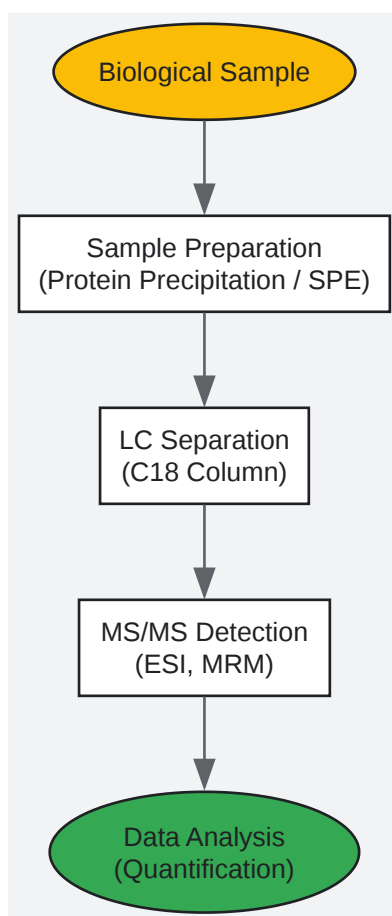 Biological Sample
Sample Preparation
(Protein Precipitation / SPE)
LC Separation
(C18 Column)
MS/MS Detection
(ESI, MRM)
Data Analysis
(Quantification)